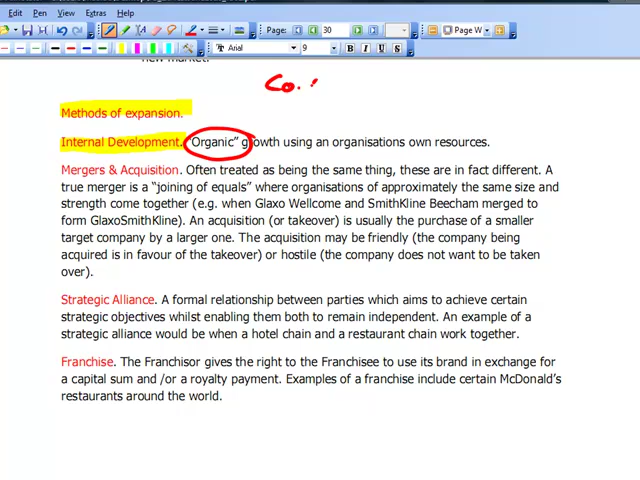 Edit Pen View Insert Extras Help
Page: 30 Page W
Arial 9 B I U S
new market.
Co.
Methods of expansion.
Internal Development. "Organic" growth using an organisations own resources.
Mergers & Acquisition. Often treated as being the same thing, these are in fact different. A
true merger is a "joining of equals" where organisations of approximately the same size and
strength come together (e.g. when Glaxo Wellcome and SmithKline Beecham merged to
form GlaxoSmithKline). An acquisition (or takeover) is usually the purchase of a smaller
target company by a larger one. The acquisition may be friendly (the company being
acquired is in favour of the takeover) or hostile (the company does not want to be taken
over).
Strategic Alliance. A formal relationship between parties which aims to achieve certain
strategic objectives whilst enabling them both to remain independent. An example of a
strategic alliance would be when a hotel chain and a restaurant chain work together.
Franchise. The Franchisor gives the right to the Franchisee to use its brand in exchange for
a capital sum and /or a royalty payment. Examples of a franchise include certain McDonald's
restaurants around the world.